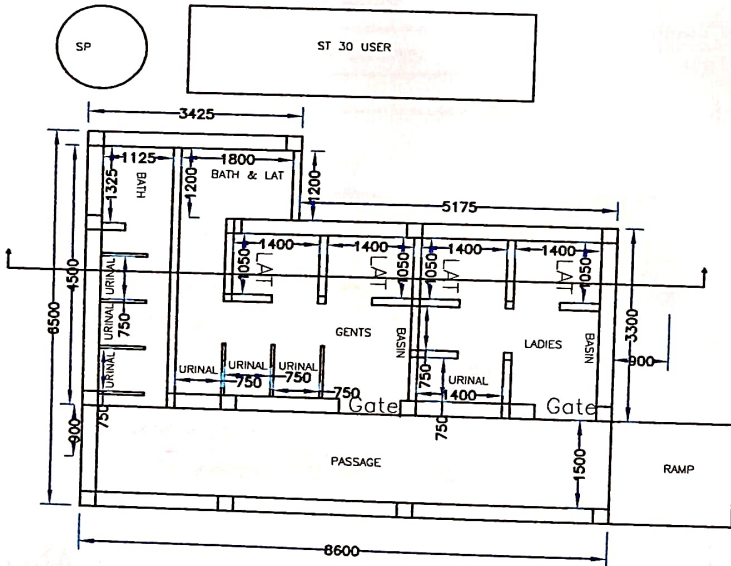 SP
ST 30 USER
3425
1125
1800
BATH & LAT
BATH
1325
1200
1200
5175
1400
1400
1400
1400
LAT
LAT
LAT
LAT
1050
1050
1050
1050
URINAL
URINAL
URINAL
750
4500
6500
3300
900
GENTS
BASIN
LADIES
BASIN
URINAL
URINAL
URINAL
750
750
750
750
URINAL
1400
750
750
Gate
Gate
900
PASSAGE
1500
RAMP
8600